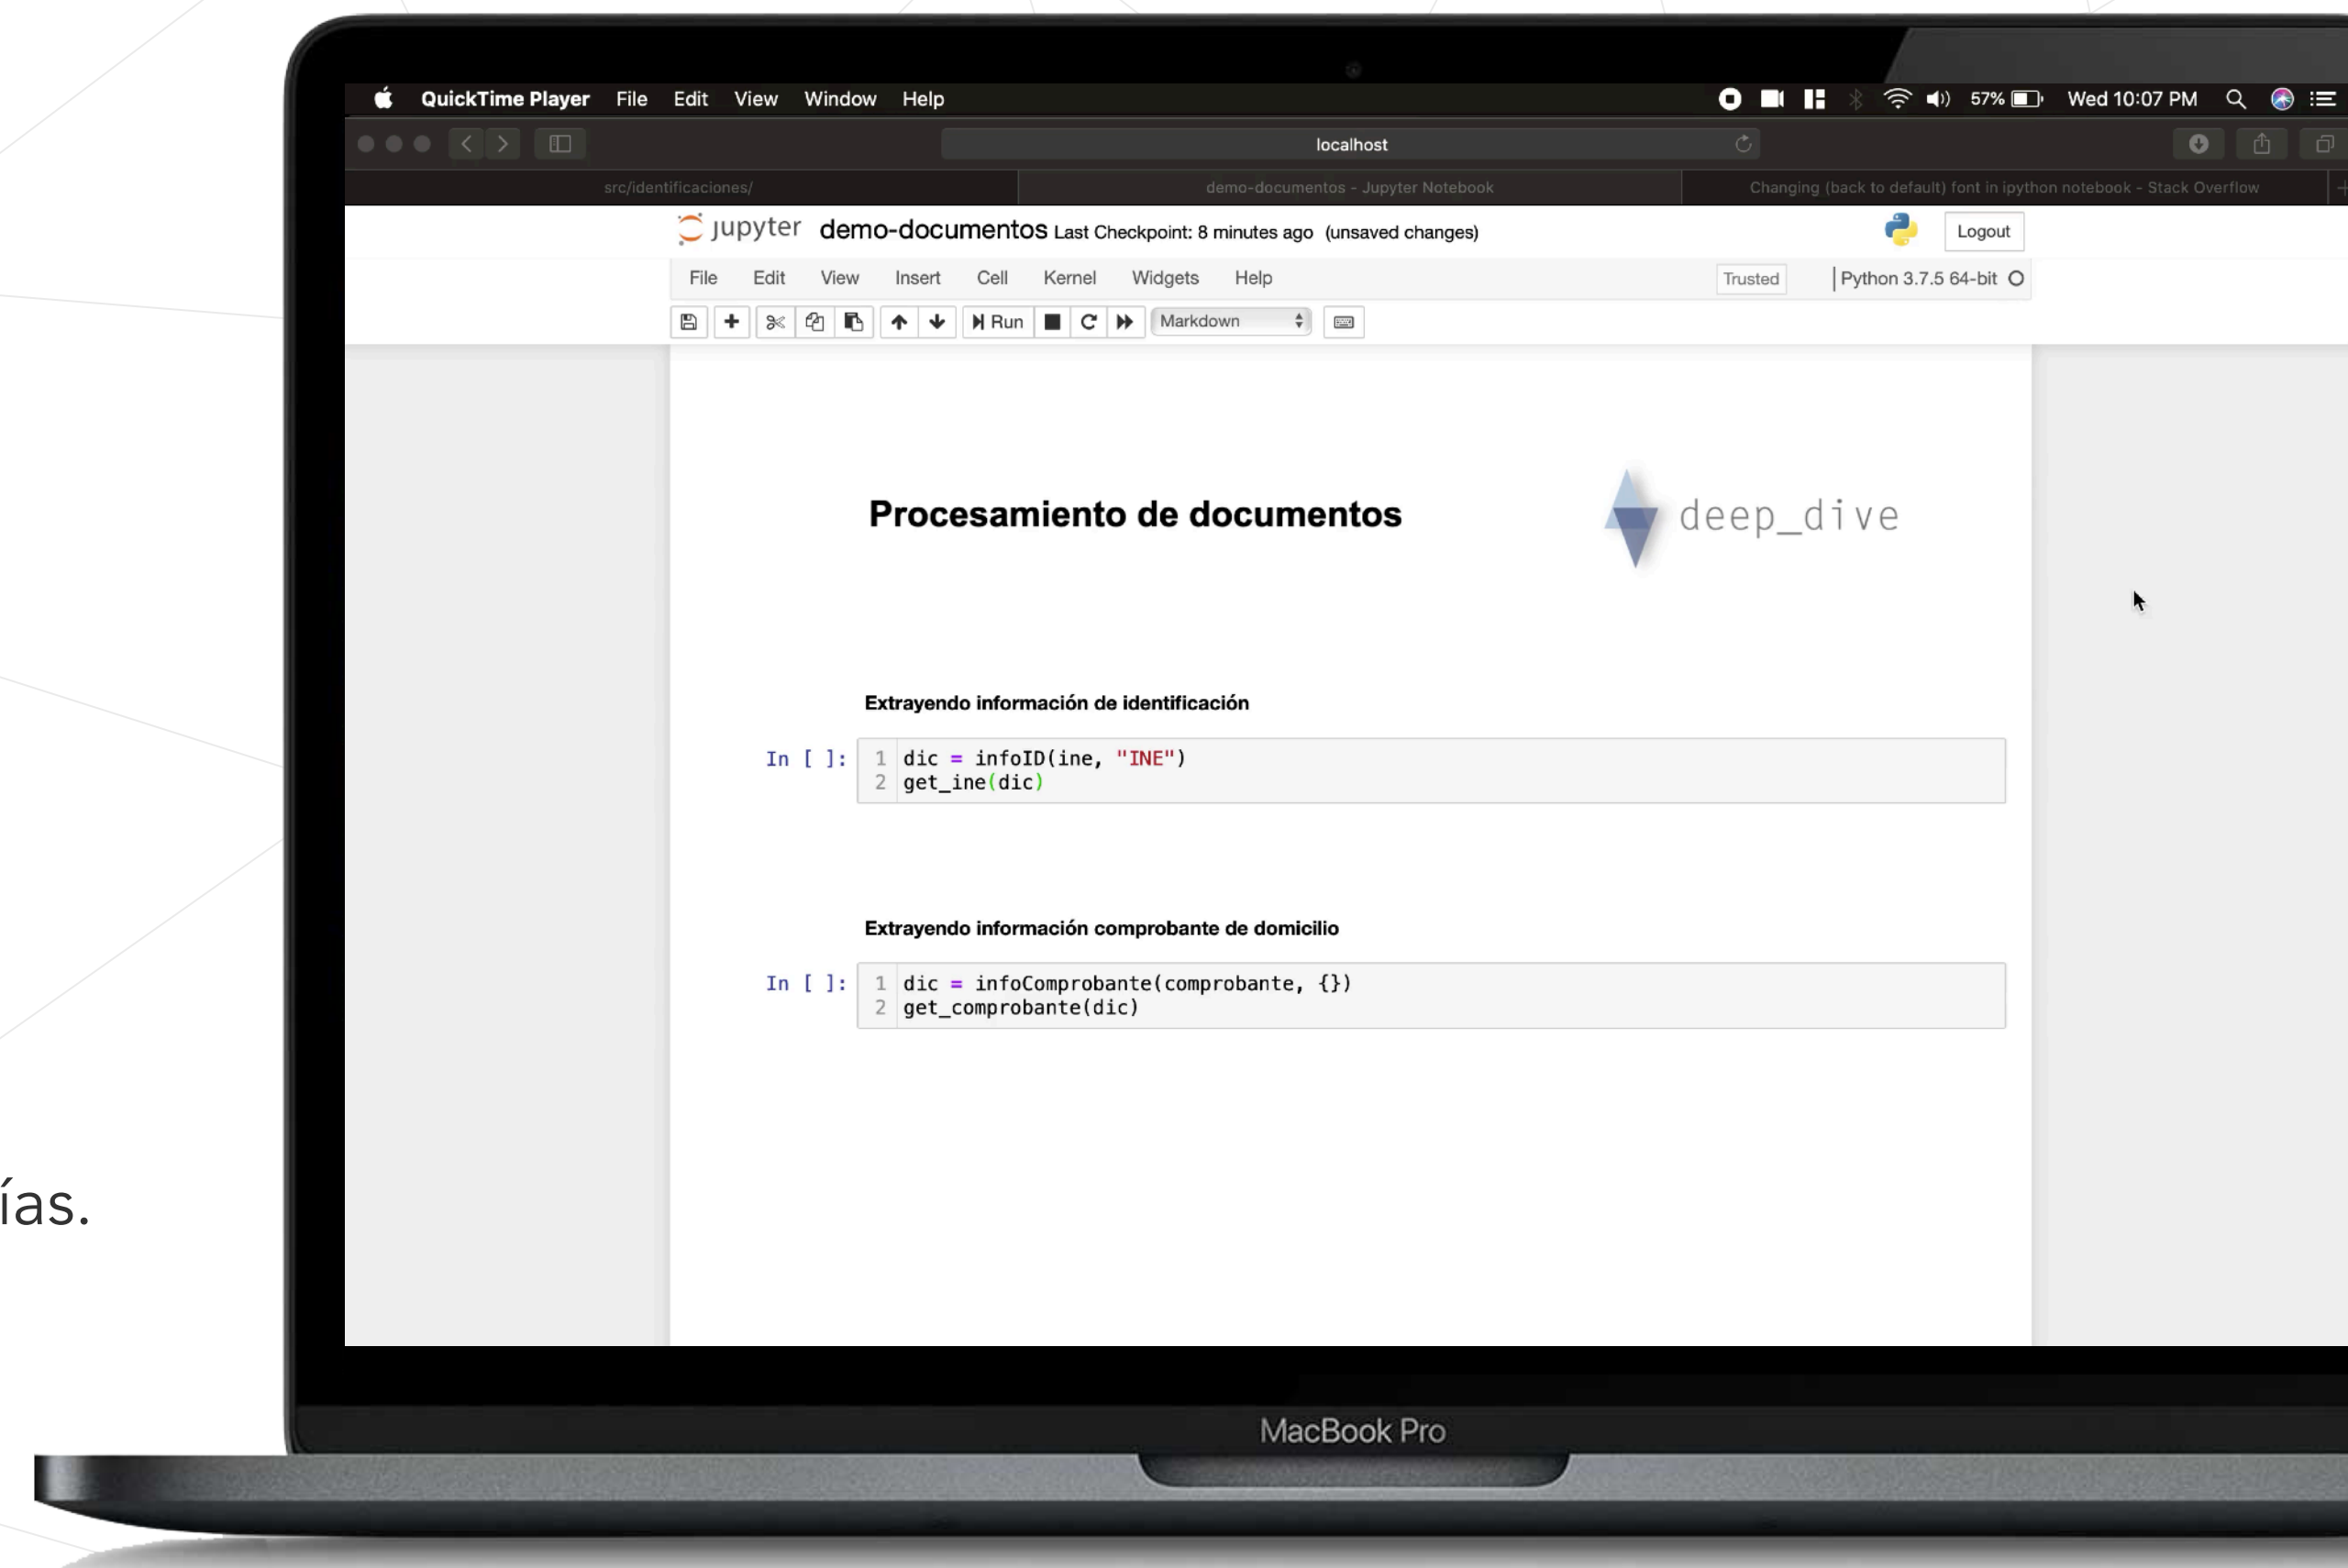 QuickTime Player File Edit View Window Help 57% Wed 10:07 PM
localhost
src/identificaciones/ demo-documentos - Jupyter Notebook Changing (back to default) font in ipython notebook - Stack Overflow
jupyter demo-documentos Last Checkpoint: 8 minutes ago (unsaved changes) Logout
File Edit View Insert Cell Kernel Widgets Help Trusted Python 3.7.5 64-bit
Run Markdown
Procesamiento de documentos deep_dive
Extrayendo información de identificación
In [ ]: 1 dic = infoID(ine, "INE")
2 get_ine(dic)
Extrayendo información comprobante de domicilio
In [ ]: 1 dic = infoComprobante(comprobante, {})
2 get_comprobante(dic)
ías.
MacBook Pro